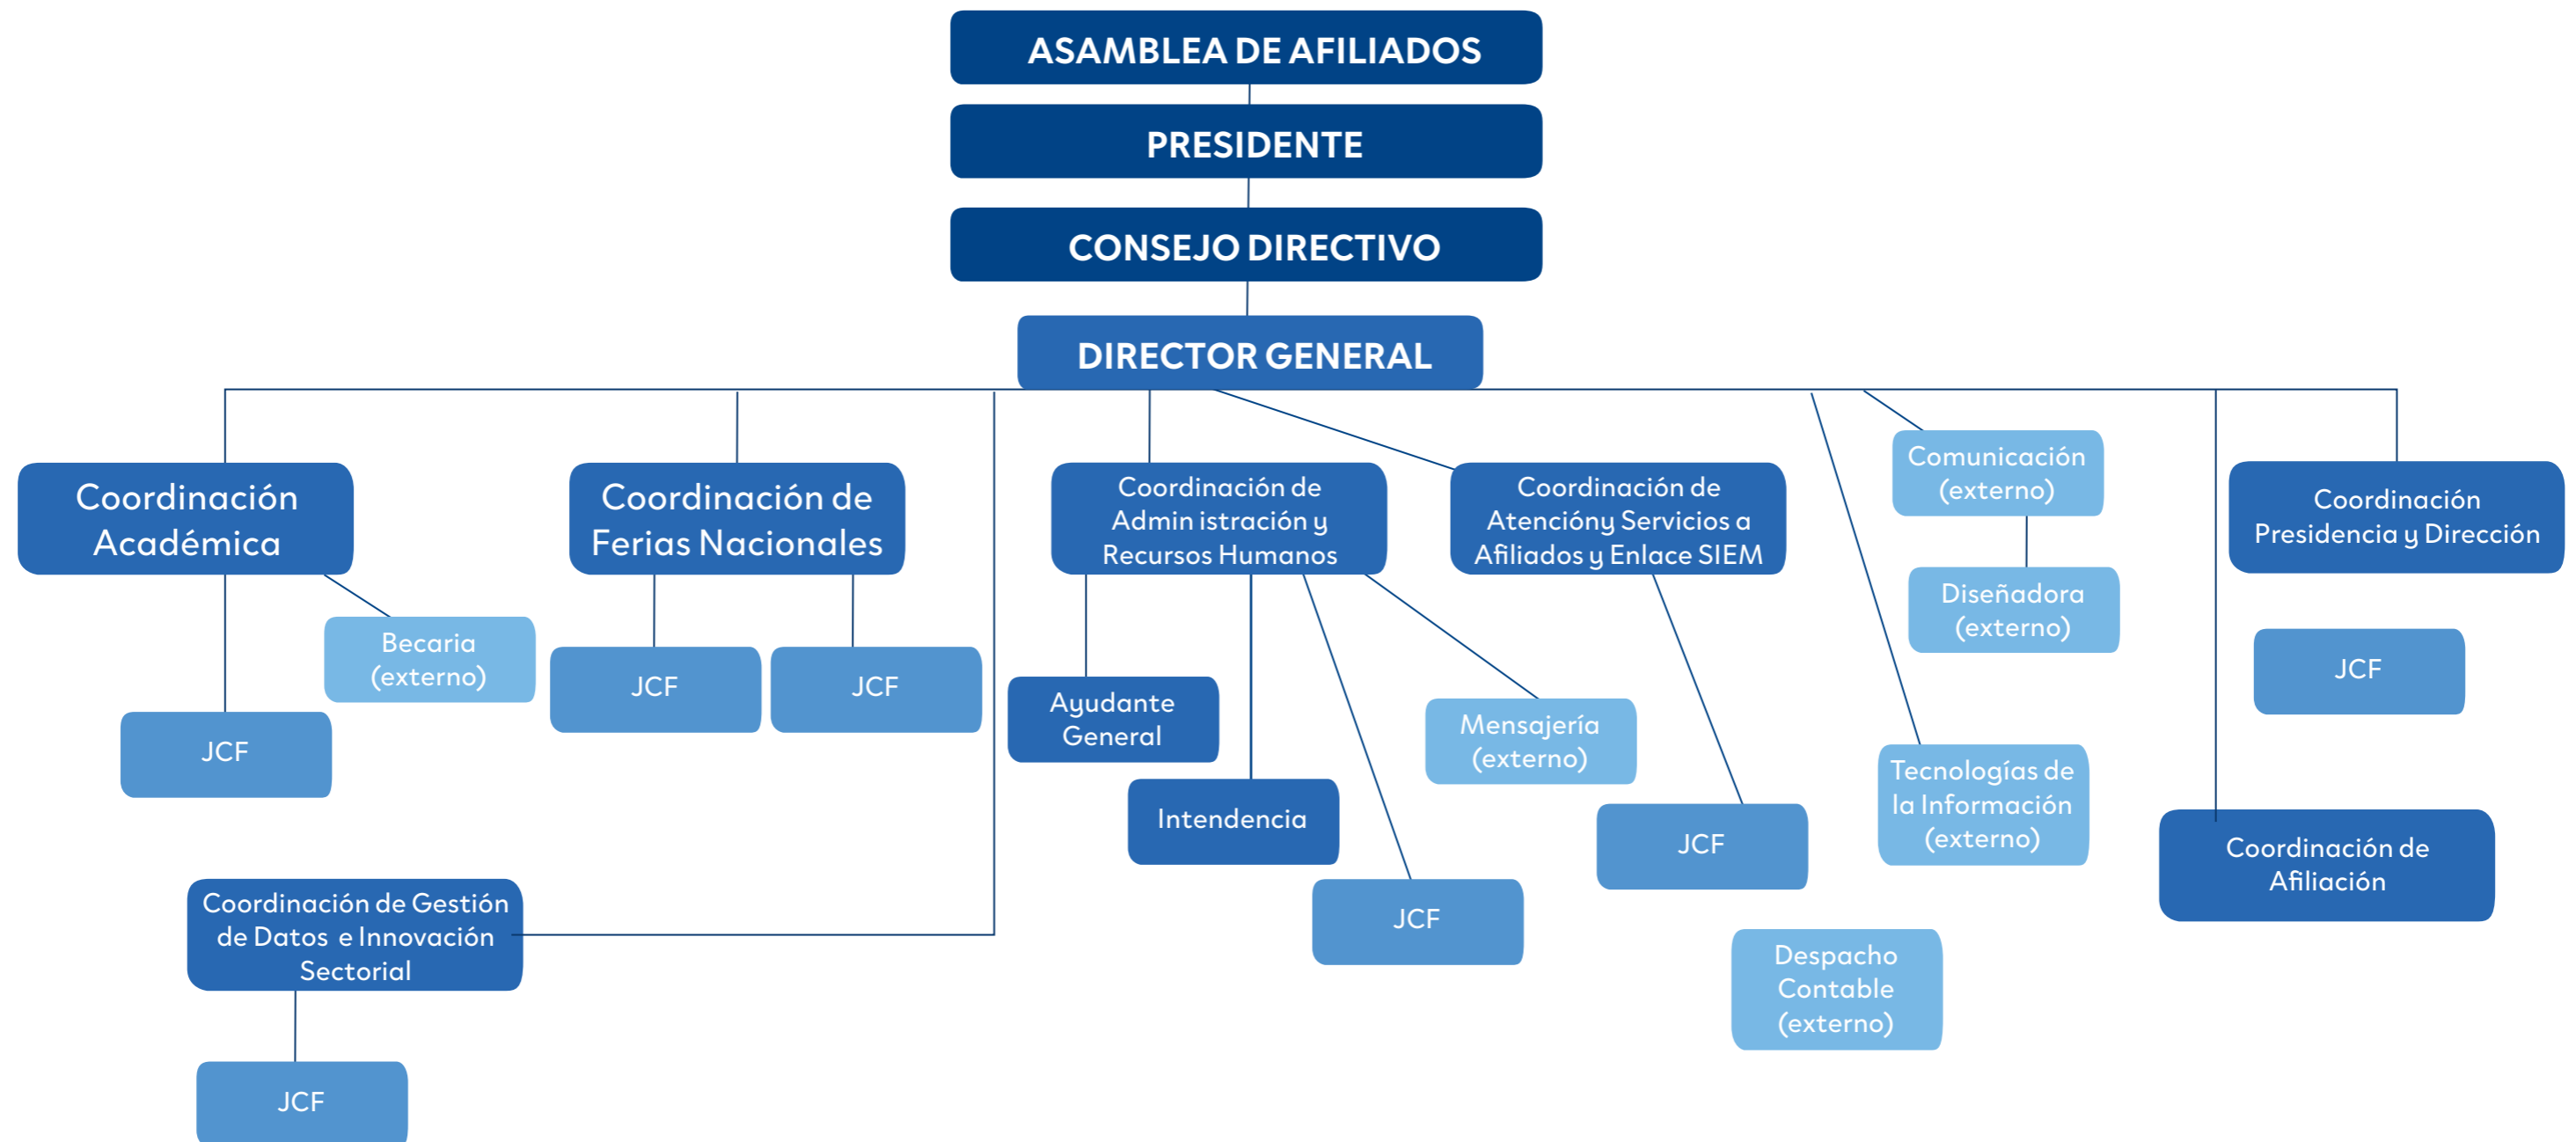 ASAMBLEA DE AFILIADOS
PRESIDENTE
CONSEJO DIRECTIVO
DIRECTOR GENERAL
Coordinación
Académica
Coordinación de
Ferias Nacionales
Coordinación de
Admin istración y
Recursos Humanos
Coordinación de
Atencióny Servicios a
Afiliados y Enlace SIEM
Comunicación
(externo)
Coordinación
Presidencia y Dirección
Diseñadora
(externo)
Becaria
(externo)
JCF
JCF
JCF
JCF
Ayudante
General
Mensajería
(externo)
Intendencia
Tecnologías de
la Información
(externo)
JCF
JCF
Coordinación de
Afiliación
Coordinación de Gestión
de Datos  e Innovación
Sectorial
JCF
Despacho
Contable
(externo)
JCF